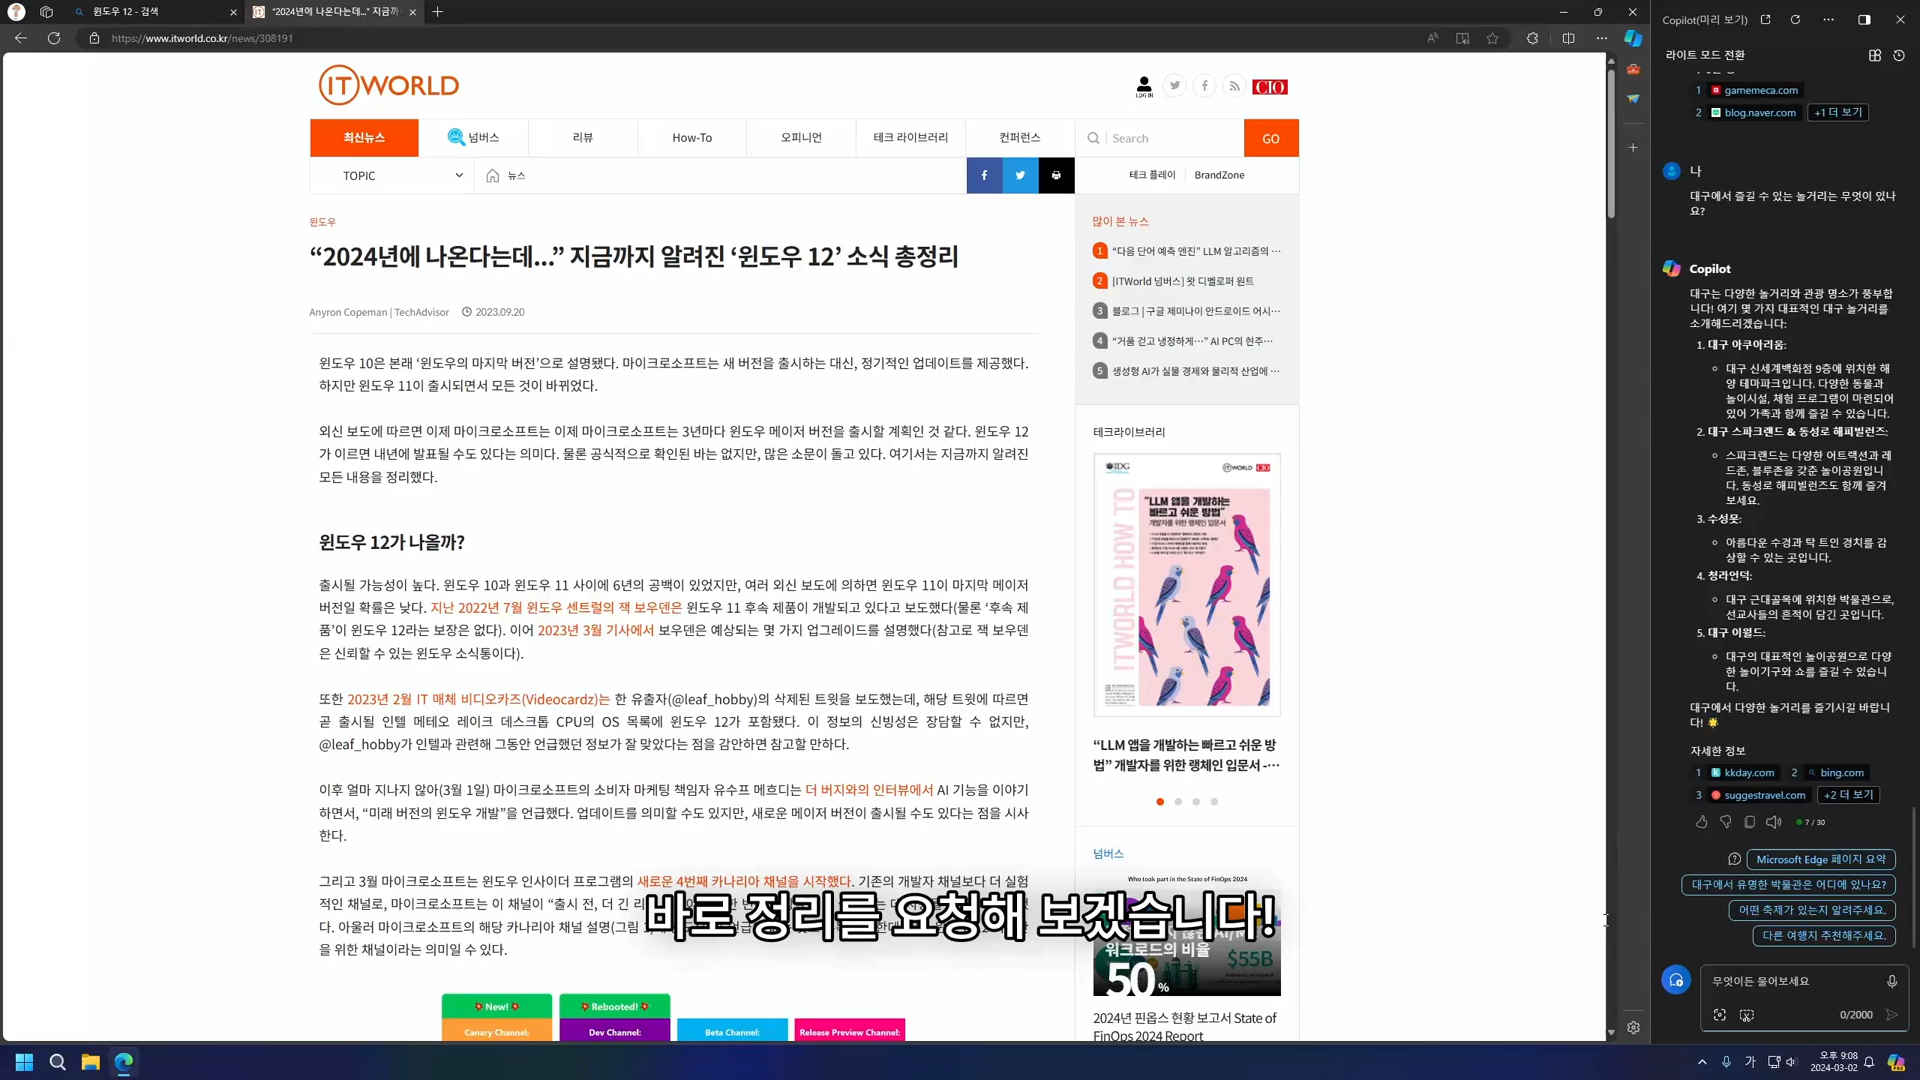 윈도우 12 - 검색
“2024년에 나온다는데...” 지금까
https://www.itworld.co.kr/news/308191
IT WORLD
LOG IN
CIO
최신뉴스
넘버스
리뷰
How-To
오피니언
테크 라이브러리
컨퍼런스
Search
GO
TOPIC
뉴스
테크 플레이
BrandZone
윈도우
“2024년에 나온다는데...” 지금까지 알려진 ‘윈도우 12’ 소식 총정리
Anyron Copeman | TechAdvisor
2023.09.20
윈도우 10은 본래 ‘윈도우의 마지막 버전’으로 설명됐다. 마이크로소프트는 새 버전을 출시하는 대신, 정기적인 업데이트를 제공했다.
하지만 윈도우 11이 출시되면서 모든 것이 바뀌었다.
외신 보도에 따르면 이제 마이크로소프트는 이제 마이크로소프트는 3년마다 윈도우 메이저 버전을 출시할 계획인 것 같다. 윈도우 12
가 이르면 내년에 발표될 수도 있다는 의미다. 물론 공식적으로 확인된 바는 없지만, 많은 소문이 돌고 있다. 여기서는 지금까지 알려진
모든 내용을 정리했다.
윈도우 12가 나올까?
출시될 가능성이 높다. 윈도우 10과 윈도우 11 사이에 6년의 공백이 있었지만, 여러 외신 보도에 의하면 윈도우 11이 마지막 메이저
버전일 확률은 낮다. 지난 2022년 7월 윈도우 센트럴의 잭 보우덴은 윈도우 11 후속 제품이 개발되고 있다고 보도했다(물론 ‘후속 제
품’이 윈도우 12라는 보장은 없다). 이어 2023년 3월 기사에서 보우덴은 예상되는 몇 가지 업그레이드를 설명했다(참고로 잭 보우덴
은 신뢰할 수 있는 윈도우 소식통이다).
또한 2023년 2월 IT 매체 비디오카즈(Videocardz)는 한 유출자(@leaf_hobby)의 삭제된 트윗을 보도했는데, 해당 트윗에 따르면
곧 출시될 인텔 메테오 레이크 데스크톱 CPU의 OS 목록에 윈도우 12가 포함됐다. 이 정보의 신빙성은 장담할 수 없지만,
@leaf_hobby가 인텔과 관련해 그동안 언급했던 정보가 잘 맞았다는 점을 감안하면 참고할 만하다.
이후 얼마 지나지 않아(3월 1일) 마이크로소프트의 소비자 마케팅 책임자 유수프 메흐디는 더 버지와의 인터뷰에서 AI 기능을 이야기
하면서, “미래 버전의 윈도우 개발”을 언급했다. 업데이트를 의미할 수도 있지만, 새로운 메이저 버전이 출시될 수도 있다는 점을 시사
한다.
그리고 3월 마이크로소프트는 윈도우 인사이더 프로그램의 새로운 4번째 카나리아 채널을 시작했다. 기존의 개발자 채널보다 더 실험
적인 채널로, 마이크로소프트는 이 채널이 “출시 전, 더 긴 리
다. 아울러 마이크로소프트의 해당 카나리아 채널 설명(그림
을 위한 채널이라는 의미일 수 있다.
바로 정리를 요청해 보겠습니다!
New!
Canary Channel:
Rebooted!
Dev Channel:
Beta Channel:
Release Preview Channel:
많이 본 뉴스
1 “다음 단어 예측 엔진” LLM 알고리즘의 …
2 [ITWorld 넘버스] 왓 디벨로퍼 원트
3 블로그 | 구글 제미나이 안드로이드 어시…
4 “거품 걷고 냉정하게…” AI PC의 현주…
5 생성형 AI가 실물 경제와 물리적 산업에 …
테크라이브러리
IDG
ITWORLD CIO
ITWORLD HOW TO
“LLM 앱을 개발하는
빠르고 쉬운 방법”
개발자를 위한 랭체인 입문서
“LLM 앱을 개발하는 빠르고 쉬운 방
법” 개발자를 위한 랭체인 입문서 -…
넘버스
Who took part in the State of FinOps 2024
워크로드의 비율
50 %
$55B
2024년 핀옵스 현황 보고서 State of
FinOps 2024 Report
Copilot(미리 보기)
라이트 모드 전환
1 gamemeca.com
2 blog.naver.com
+1 더 보기
나
대구에서 즐길 수 있는 놀거리는 무엇이 있나
요?
Copilot
대구는 다양한 놀거리와 관광 명소가 풍부합
니다! 여기 몇 가지 대표적인 대구 놀거리를
소개해드리겠습니다:
1. 대구 아쿠아리움:
대구 신세계백화점 9층에 위치한 해
양 테마파크입니다. 다양한 동물과
놀이시설, 체험 프로그램이 마련되어
있어 가족과 함께 즐길 수 있습니다.
2. 대구 스파크랜드 & 동성로 해피빌런즈:
스파크랜드는 다양한 어트랙션과 레
드존, 블루존을 갖춘 놀이공원입니
다. 동성로 해피빌런즈도 함께 즐겨
보세요.
3. 수성못:
아름다운 수경과 탁 트인 경치를 감
상할 수 있는 곳입니다.
4. 청라언덕:
대구 근대골목에 위치한 박물관으로,
선교사들의 흔적이 담긴 곳입니다.
5. 대구 이월드:
대구의 대표적인 놀이공원으로 다양
한 놀이기구와 쇼를 즐길 수 있습니
다.
대구에서 다양한 놀거리를 즐기시길 바랍니
다! 🌟
자세한 정보
1 kkday.com 2 bing.com
3 suggestravel.com +2 더 보기
7 / 30
Microsoft Edge 페이지 요약
대구에서 유명한 박물관은 어디에 있나요?
어떤 축제가 있는지 알려주세요.
다른 여행지 추천해주세요.
무엇이든 물어보세요
0/2000
가
오후 9:08
2024-03-02